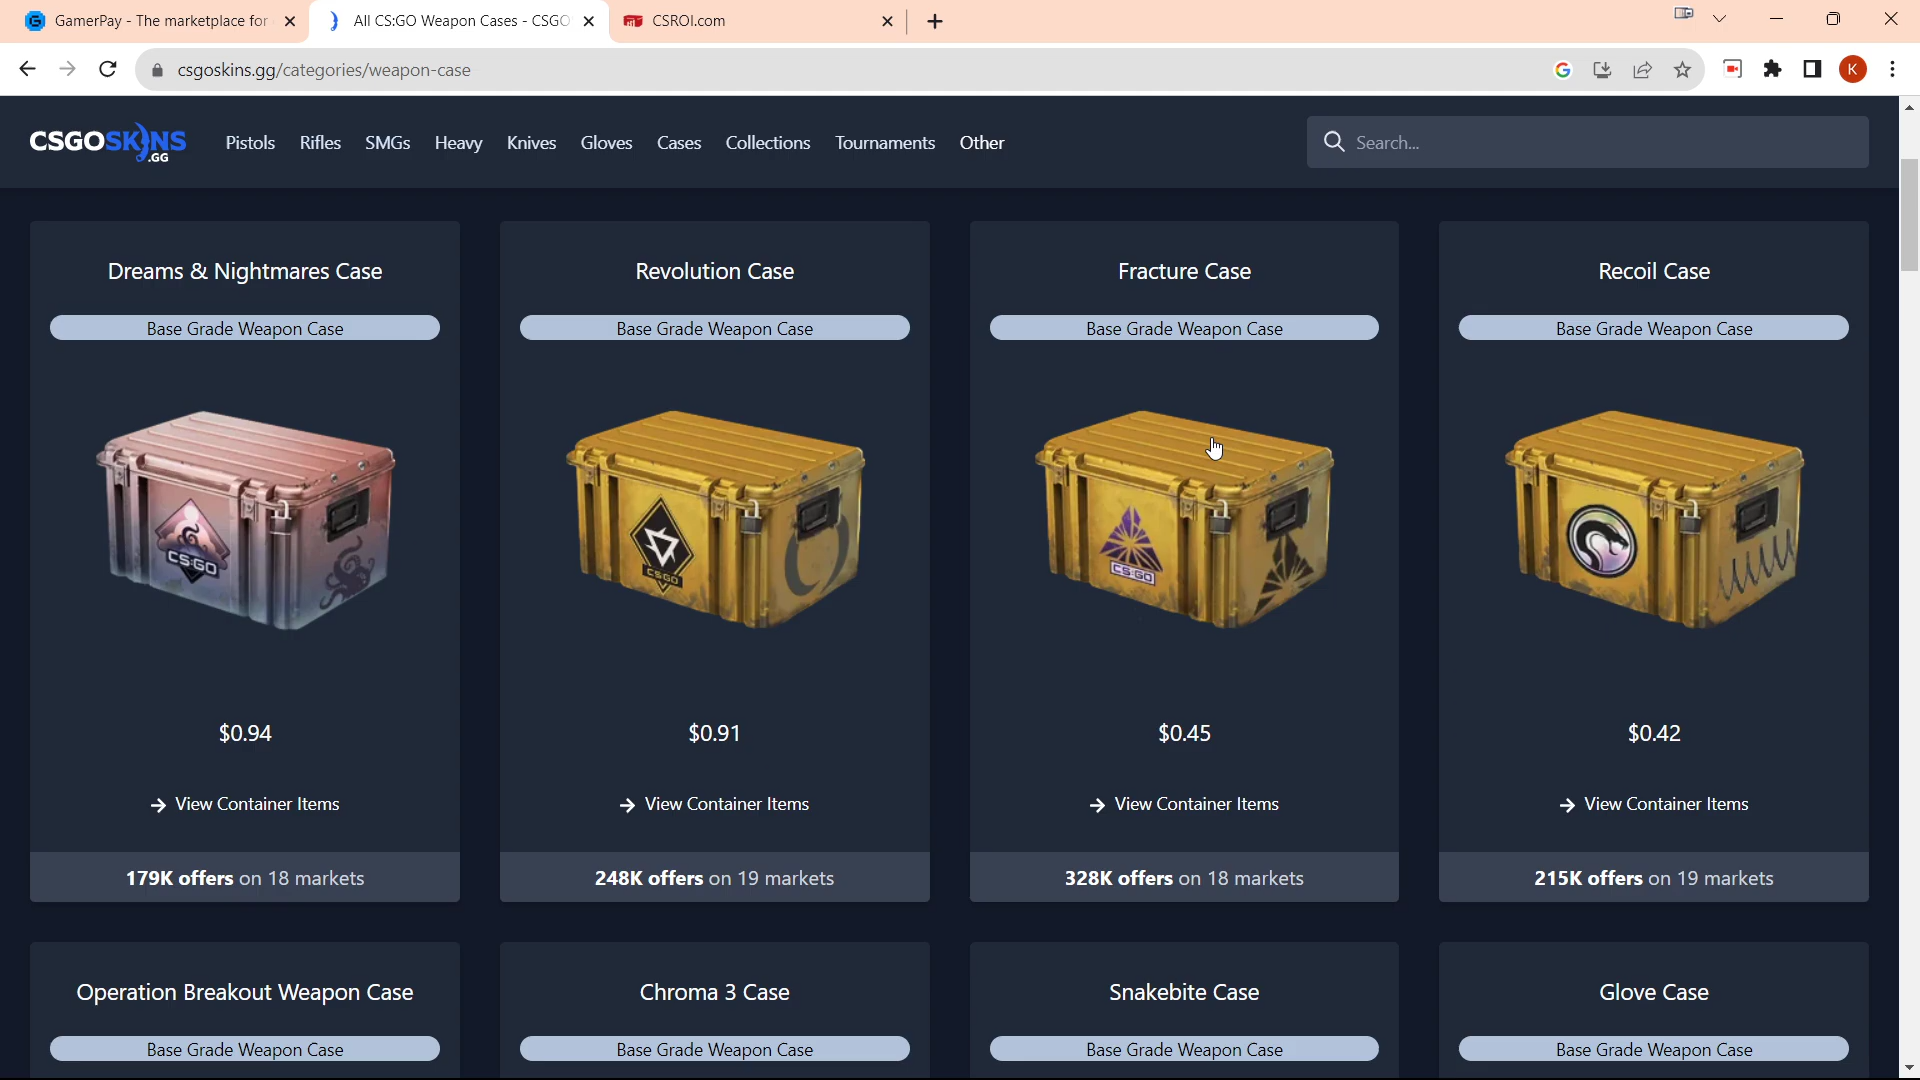 GamerPay - The marketplace for
All CS:GO Weapon Cases - CSGO
CSROI.com
csgoskins.gg/categories/weapon-case
K
CSGOSKINS
.GG
Pistols
Rifles
SMGs
Heavy
Knives
Gloves
Cases
Collections
Tournaments
Other
Search...
Dreams & Nightmares Case
Base Grade Weapon Case
CS:GO
$0.94
→ View Container Items
179K offers on 18 markets
Revolution Case
Base Grade Weapon Case
CS:GO
$0.91
→ View Container Items
248K offers on 19 markets
Fracture Case
Base Grade Weapon Case
CS:GO
$0.45
→ View Container Items
328K offers on 18 markets
Recoil Case
Base Grade Weapon Case
$0.42
→ View Container Items
215K offers on 19 markets
Operation Breakout Weapon Case
Base Grade Weapon Case
Chroma 3 Case
Base Grade Weapon Case
Snakebite Case
Base Grade Weapon Case
Glove Case
Base Grade Weapon Case